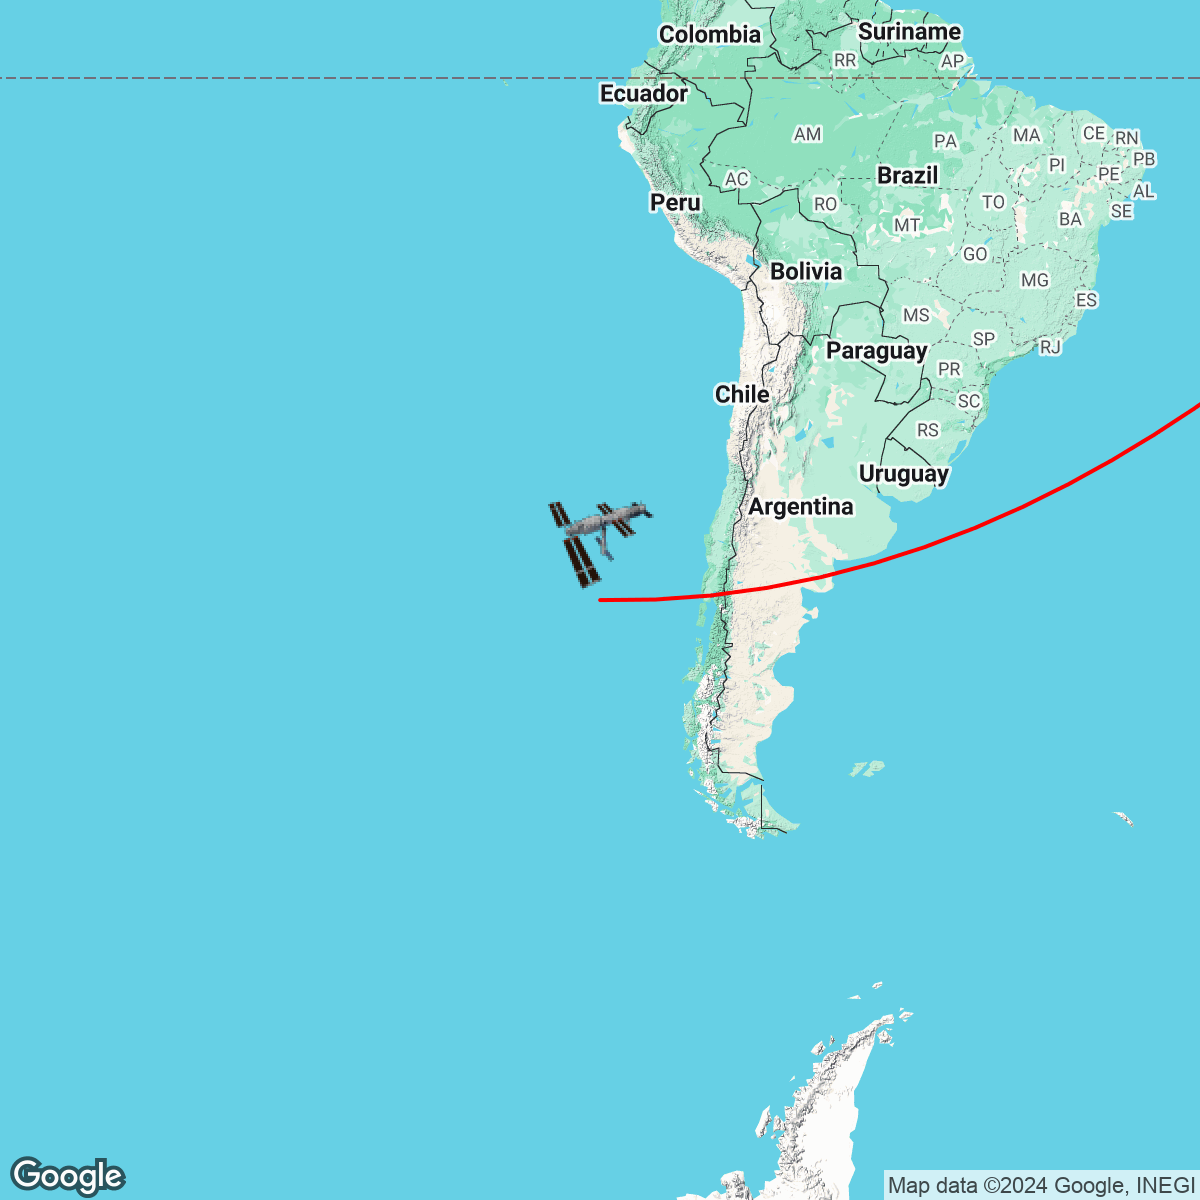 Colombia
Suriname
RR
AP
Ecuador
AM
PA
MA
CE
RN
PI
PB
PE
AC
Brazil
AL
Peru
RO
TO
SE
MT
BA
GO
Bolivia
MG
ES
MS
SP
Paraguay
RJ
PR
Chile
SC
RS
Uruguay
Argentina
Google
Map data ©2024 Google, INEGI